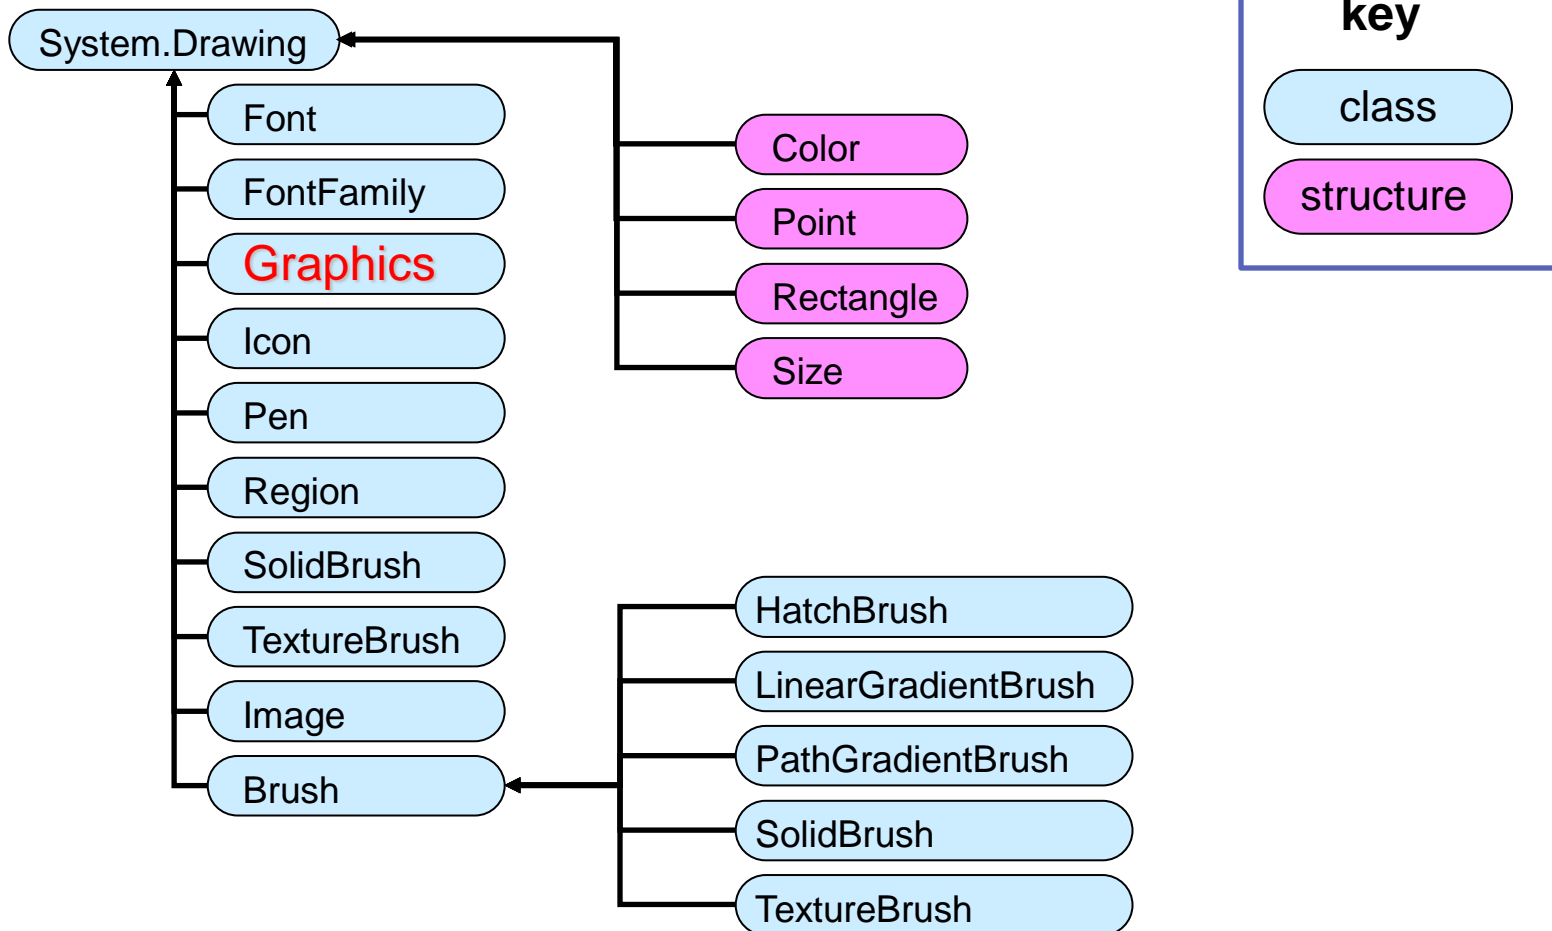 System.Drawing
Font
FontFamily
Graphics
Icon
Pen
Region
SolidBrush
TextureBrush
Image
Brush
Color
Point
Rectangle
Size
HatchBrush
LinearGradientBrush
PathGradientBrush
SolidBrush
TextureBrush
key
class
structure